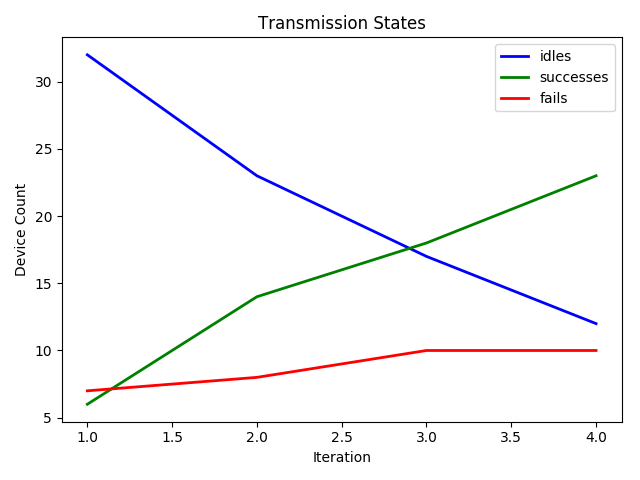 Transmission States
idles
successes
fails
Device Count
30
25
20
15
10
5
1.0 1.5 2.0 2.5 3.0 3.5 4.0
Iteration